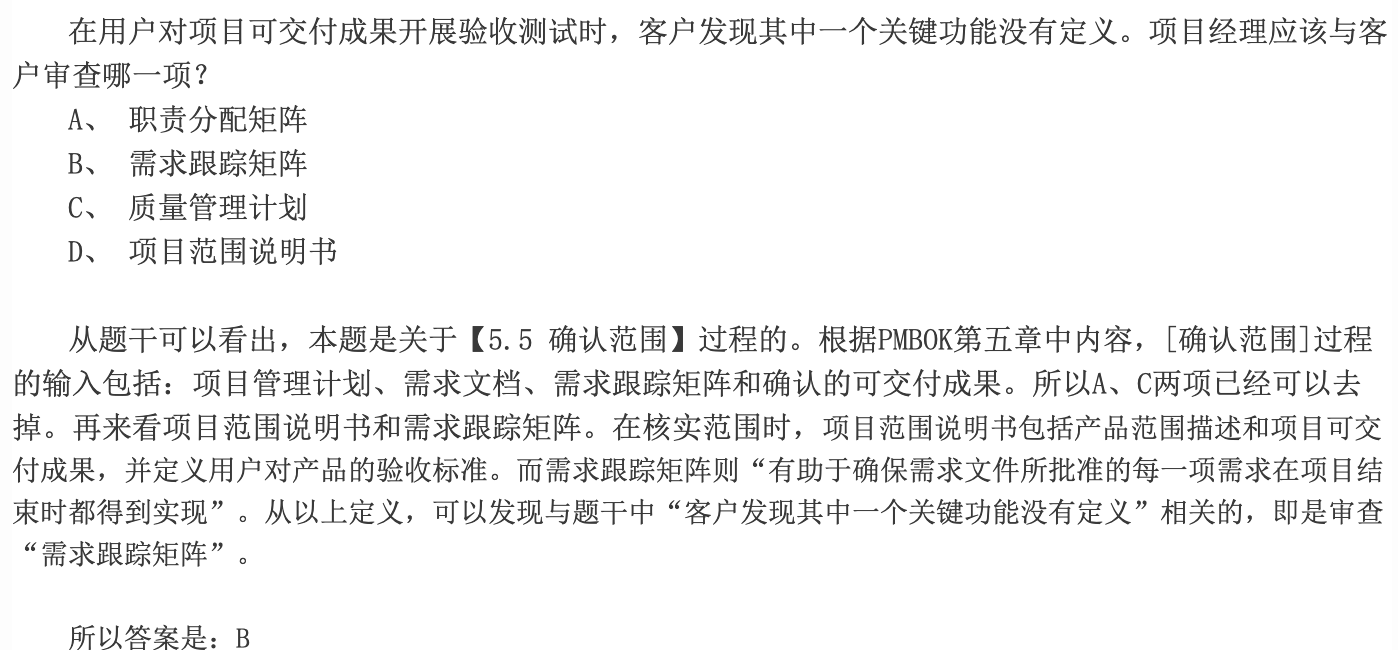 在用户对项目可交付成果开展验收测试时，客户发现其中一个关键功能没有定义。项目经理应该与客
户审查哪一项？
A、 职责分配矩阵
B、 需求跟踪矩阵
C、 质量管理计划
D、 项目范围说明书
从题干可以看出，本题是关于【5.5 确认范围】过程的。根据PMBOK第五章中内容，[确认范围]过程
的输入包括：项目管理计划、需求文档、需求跟踪矩阵和确认的可交付成果。所以A、C两项已经可以去
掉。再来看项目范围说明书和需求跟踪矩阵。在核实范围时，项目范围说明书包括产品范围描述和项目可交
付成果，并定义用户对产品的验收标准。而需求跟踪矩阵则“有助于确保需求文件所批准的每一项需求在项目结
束时都得到实现”。从以上定义，可以发现与题干中“客户发现其中一个关键功能没有定义”相关的，即是审查
“需求跟踪矩阵”。
所以答案是：B